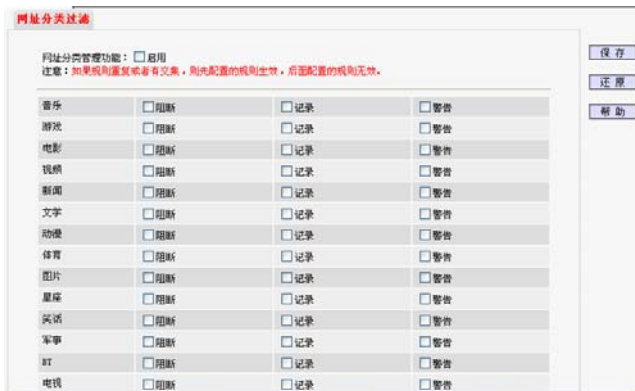 网址分类过滤
网址分类管理功能： 启用
注意：如果规则重复或者有交集，则先配置的规则生效，后面配置的规则无效。
保存
还原
帮助
音乐 阻断 记录 警告
游戏 阻断 记录 警告
电影 阻断 记录 警告
视频 阻断 记录 警告
新闻 阻断 记录 警告
文学 阻断 记录 警告
动漫 阻断 记录 警告
体育 阻断 记录 警告
图片 阻断 记录 警告
星座 阻断 记录 警告
笑话 阻断 记录 警告
军事 阻断 记录 警告
BT 阻断 记录 警告
电视 阻断 记录 警告